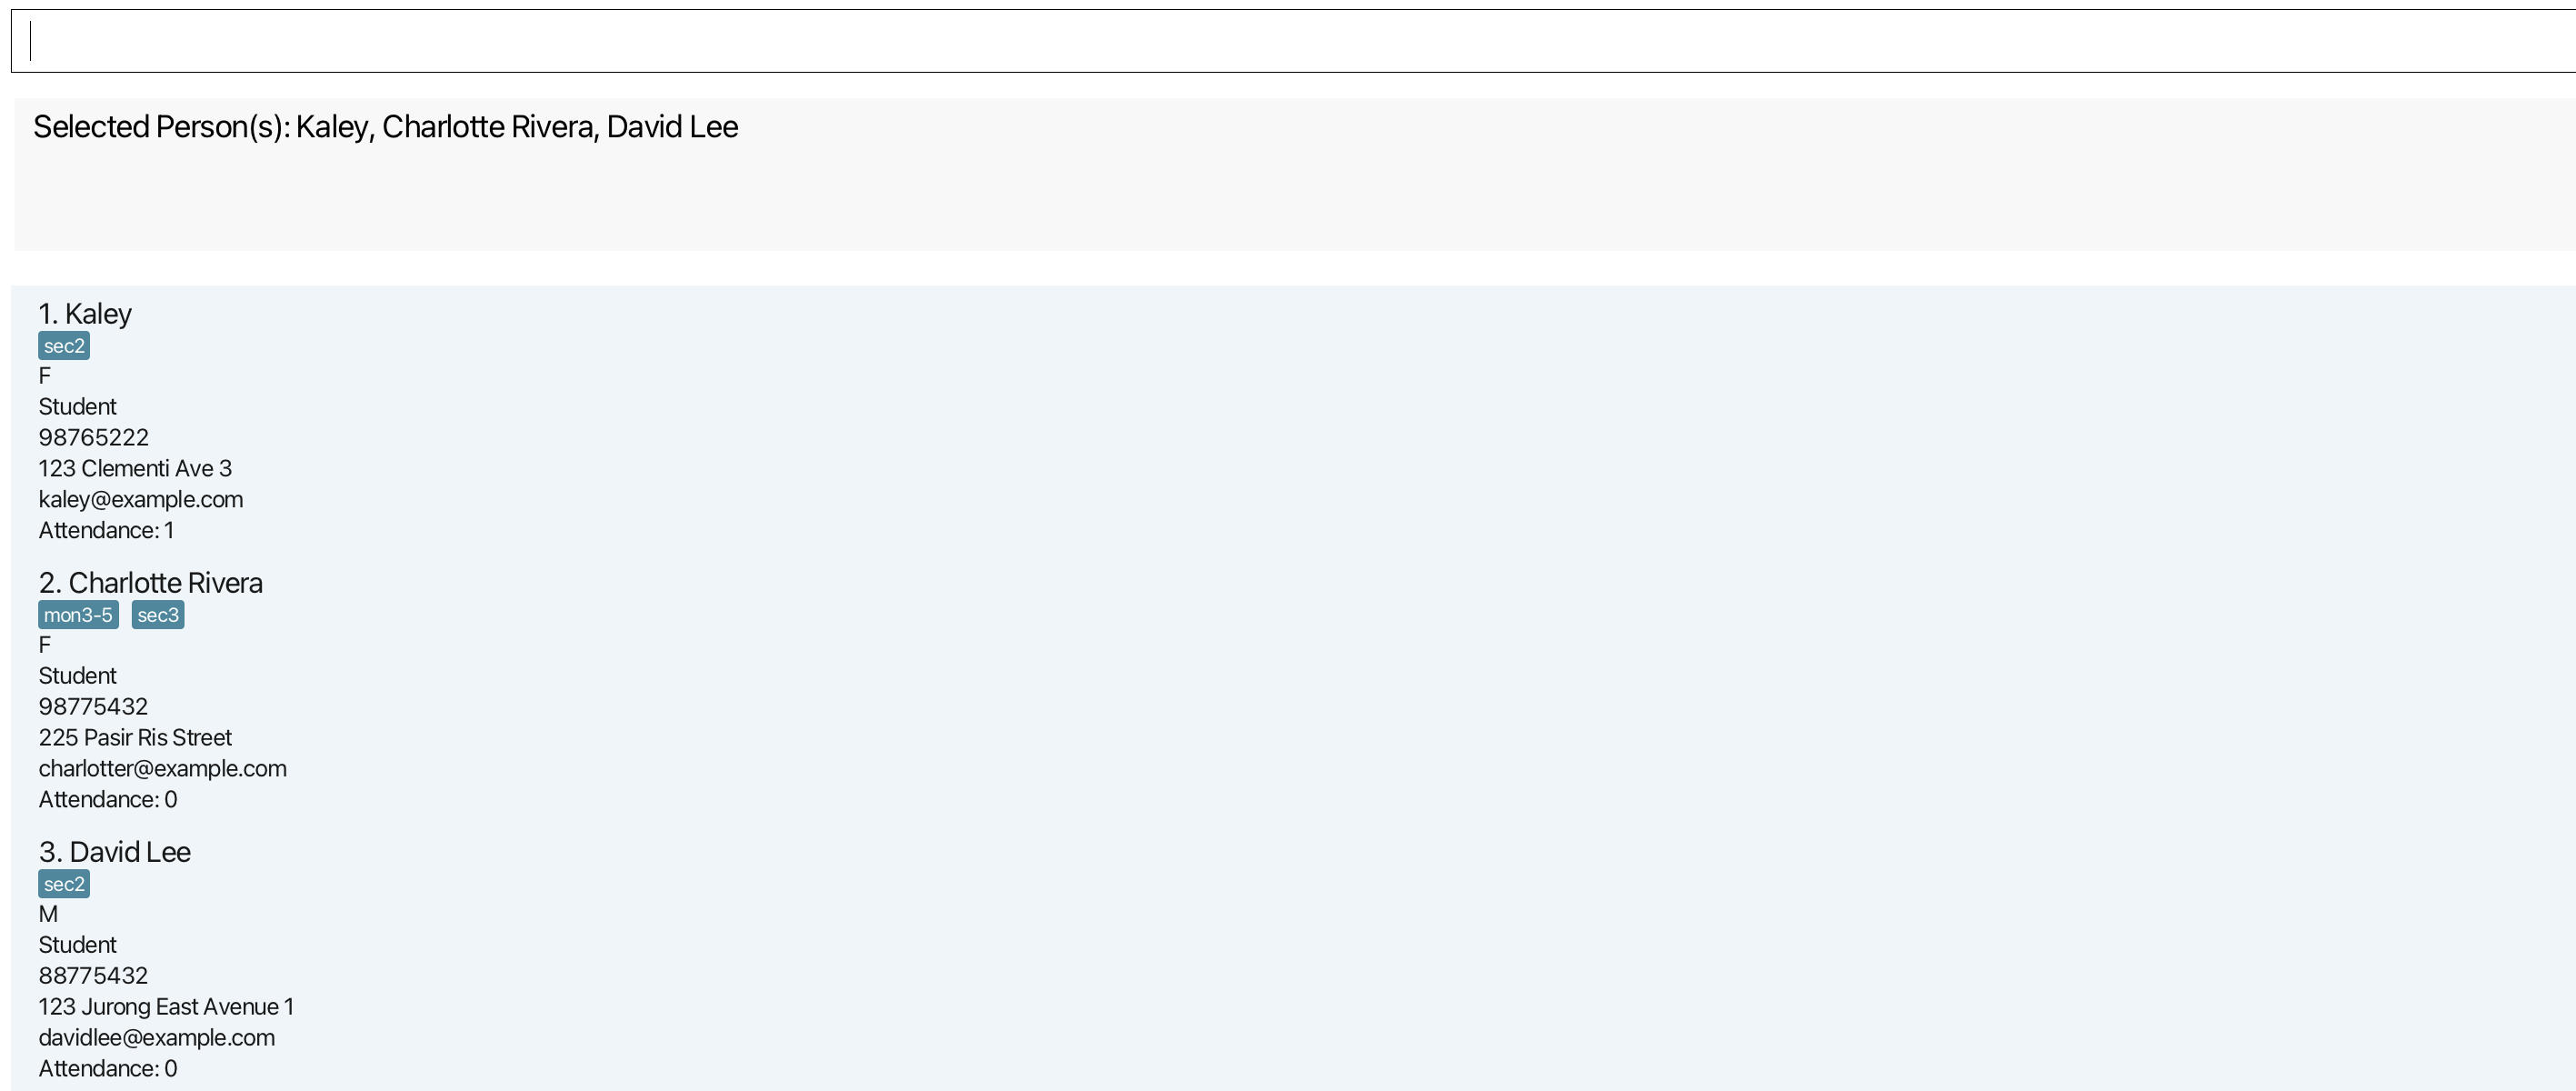 Selected Person(s): Kaley, Charlotte Rivera, David Lee
1. Kaley
sec2
F
Student
98765222
123 Clementi Ave 3
kaley@example.com
Attendance: 1
2. Charlotte Rivera
mon3-5 sec3
F
Student
98775432
225 Pasir Ris Street
charlotter@example.com
Attendance: 0
3. David Lee
sec2
M
Student
88775432
123 Jurong East Avenue 1
davidlee@example.com
Attendance: 0